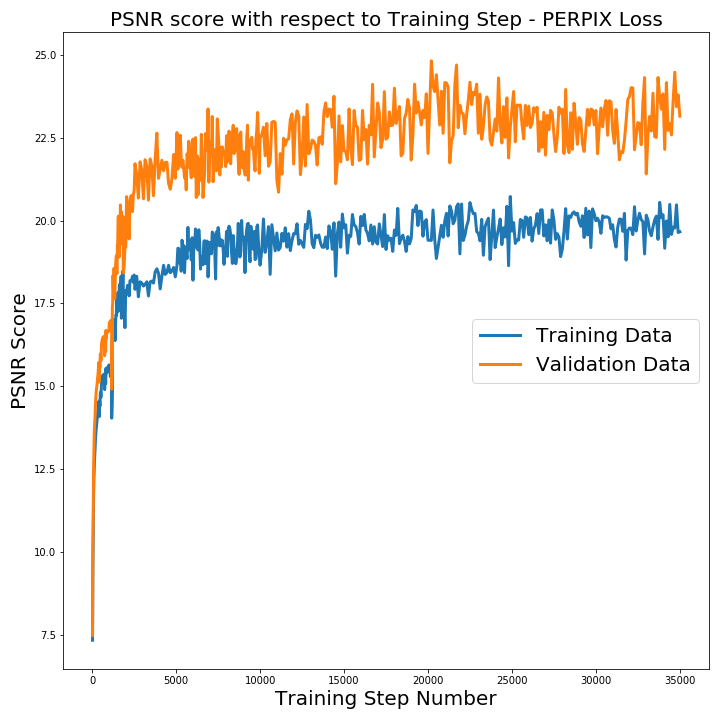 PSNR score with respect to Training Step - PERPIX Loss
25.0
22.5
20.0
17.5
15.0
12.5
10.0
7.5
PSNR Score
Training Data
Validation Data
0 5000 10000 15000 20000 25000 30000 35000
Training Step Number